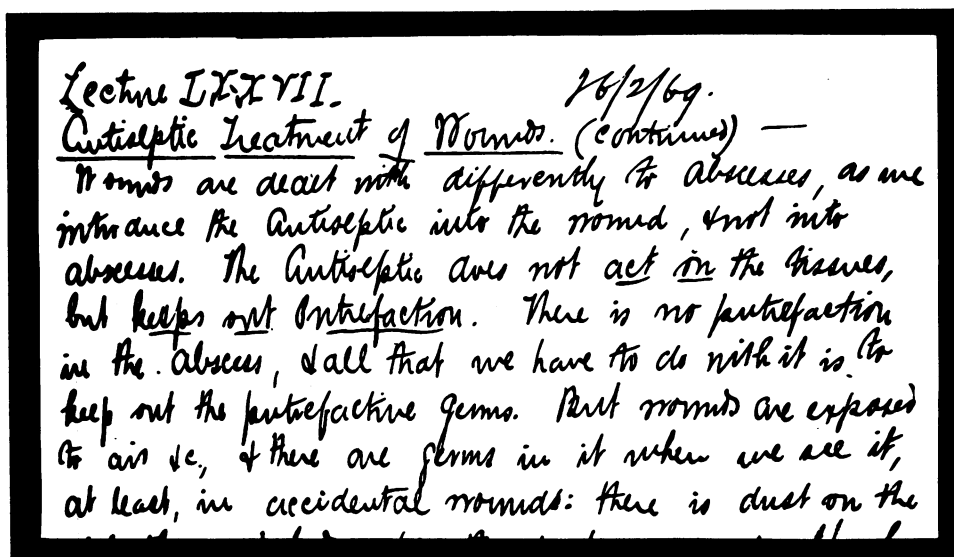 Lecture LXXVII. 26/2/69.
Antiseptic Treatment of Wounds. (continued) —
Wounds are dealt with differently to abscesses, as we
introduce the Antiseptic into the wound, & not into
abscesses. The Antiseptic does not act on the tissues,
but keeps out Putrefaction. There is no putrefaction
in the abscess, & all that we have to do with it is to
keep out the putrefactive germs. But wounds are exposed
to air &c., & there are germs in it when we see it,
at least, in accidental wounds: there is dust on the